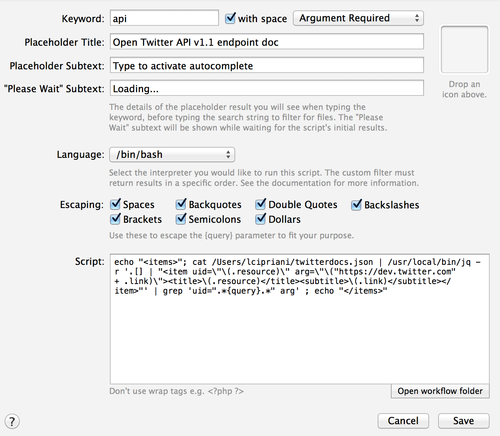 Keyword: api with space Argument Required
Placeholder Title: Open Twitter API v1.1 endpoint doc
Placeholder Subtext: Type to activate autocomplete
"Please Wait" Subtext: Loading...
Drop an
icon above.
The details of the placeholder result you will see when typing the
keyword, before typing the search string to filter for files. The "Please
Wait" subtext will be shown while waiting for the script's initial results.
Language: /bin/bash
Select the interpreter you would like to run this script. The custom filter must
return results in a specific order. See the documentation for more information.
Escaping: Spaces Backquotes Double Quotes Backslashes
Brackets Semicolons Dollars
Use these to escape the {query} parameter to fit your purpose.
Script: echo "<items>"; cat /Users/lcipriani/twitterdocs.json | /usr/local/bin/jq -
r '.[] | "<item uid=\"\(.resource)\" arg=\"\("https://dev.twitter.com"
+ .link)\"><title>\(.resource)</title><subtitle>\(.link)</subtitle></
item>"' | grep 'uid=".*{query}.*" arg' ; echo "</items>"
Don't use wrap tags e.g. <?php ?>
Open workflow folder
? Cancel Save